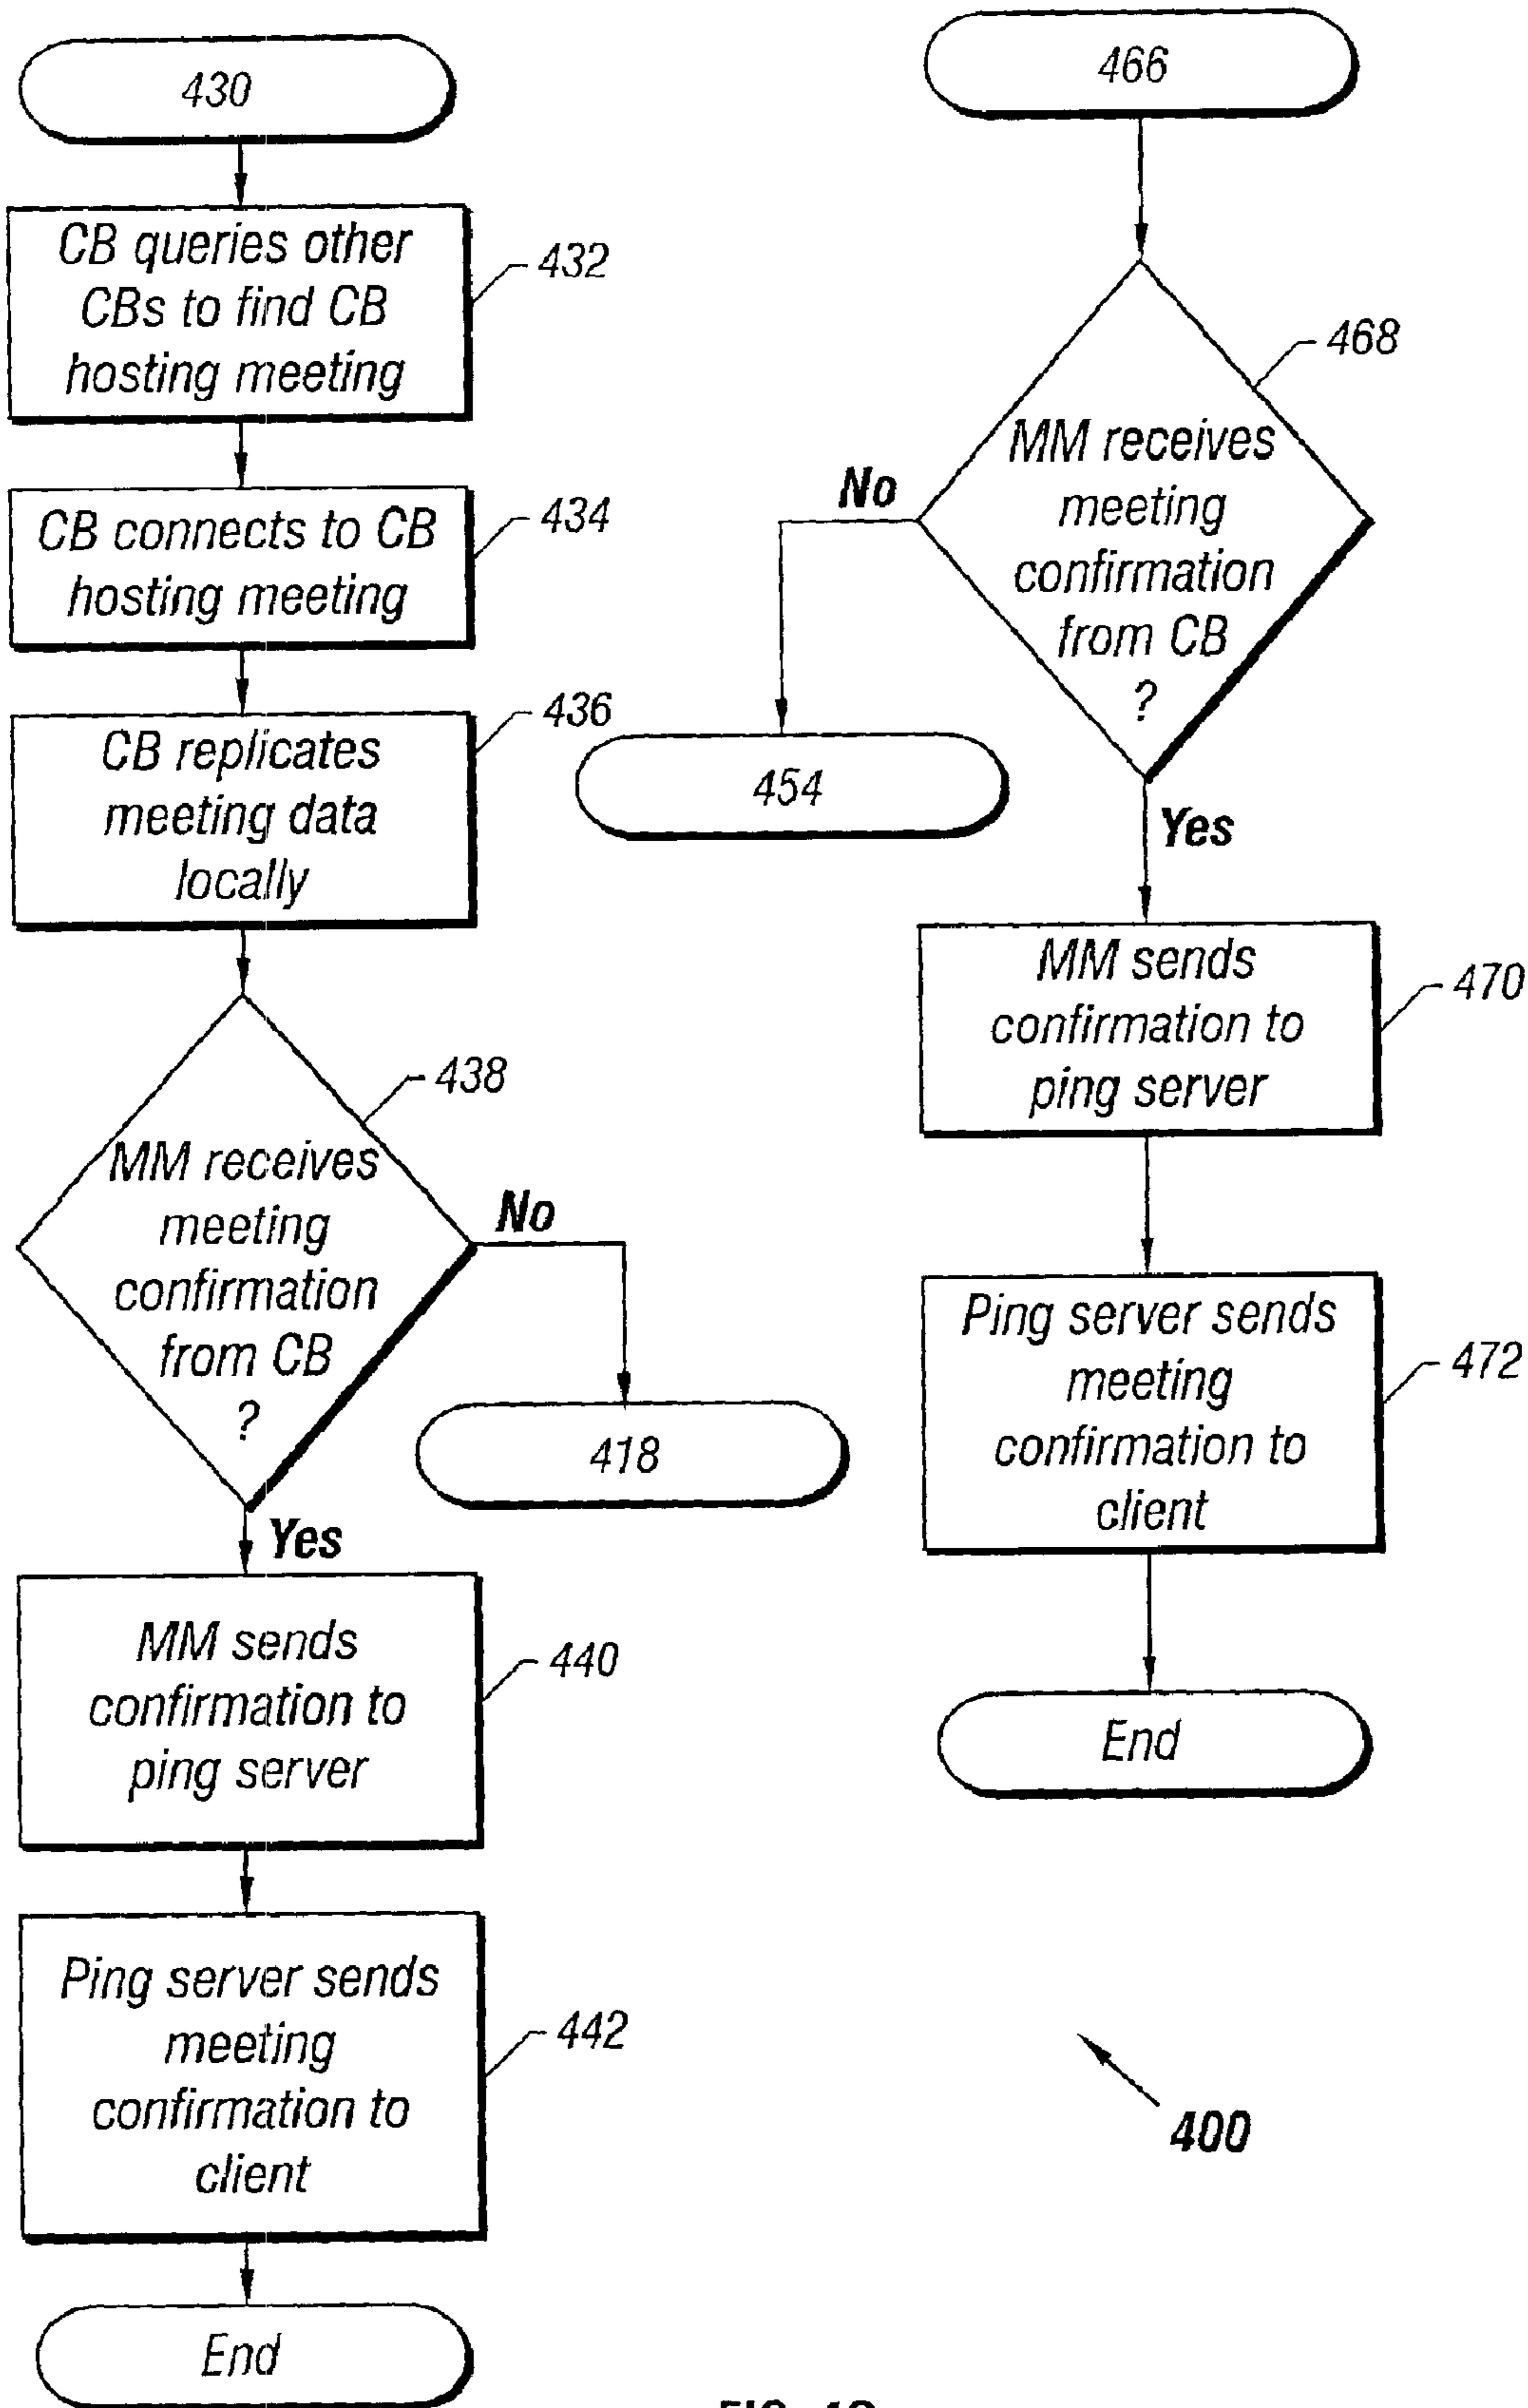 430
CB queries other
CBs to find CB
hosting meeting
432
CB connects to CB
hosting meeting
434
CB replicates
meeting data
locally
436
MM receives
meeting
confirmation
from CB
?
438
No
418
Yes
MM sends
confirmation to
ping server
440
Ping server sends
meeting
confirmation to
client
442
End
466
MM receives
meeting
confirmation
from CB
?
468
No
454
Yes
MM sends
confirmation to
ping server
470
Ping server sends
meeting
confirmation to
client
472
End
400